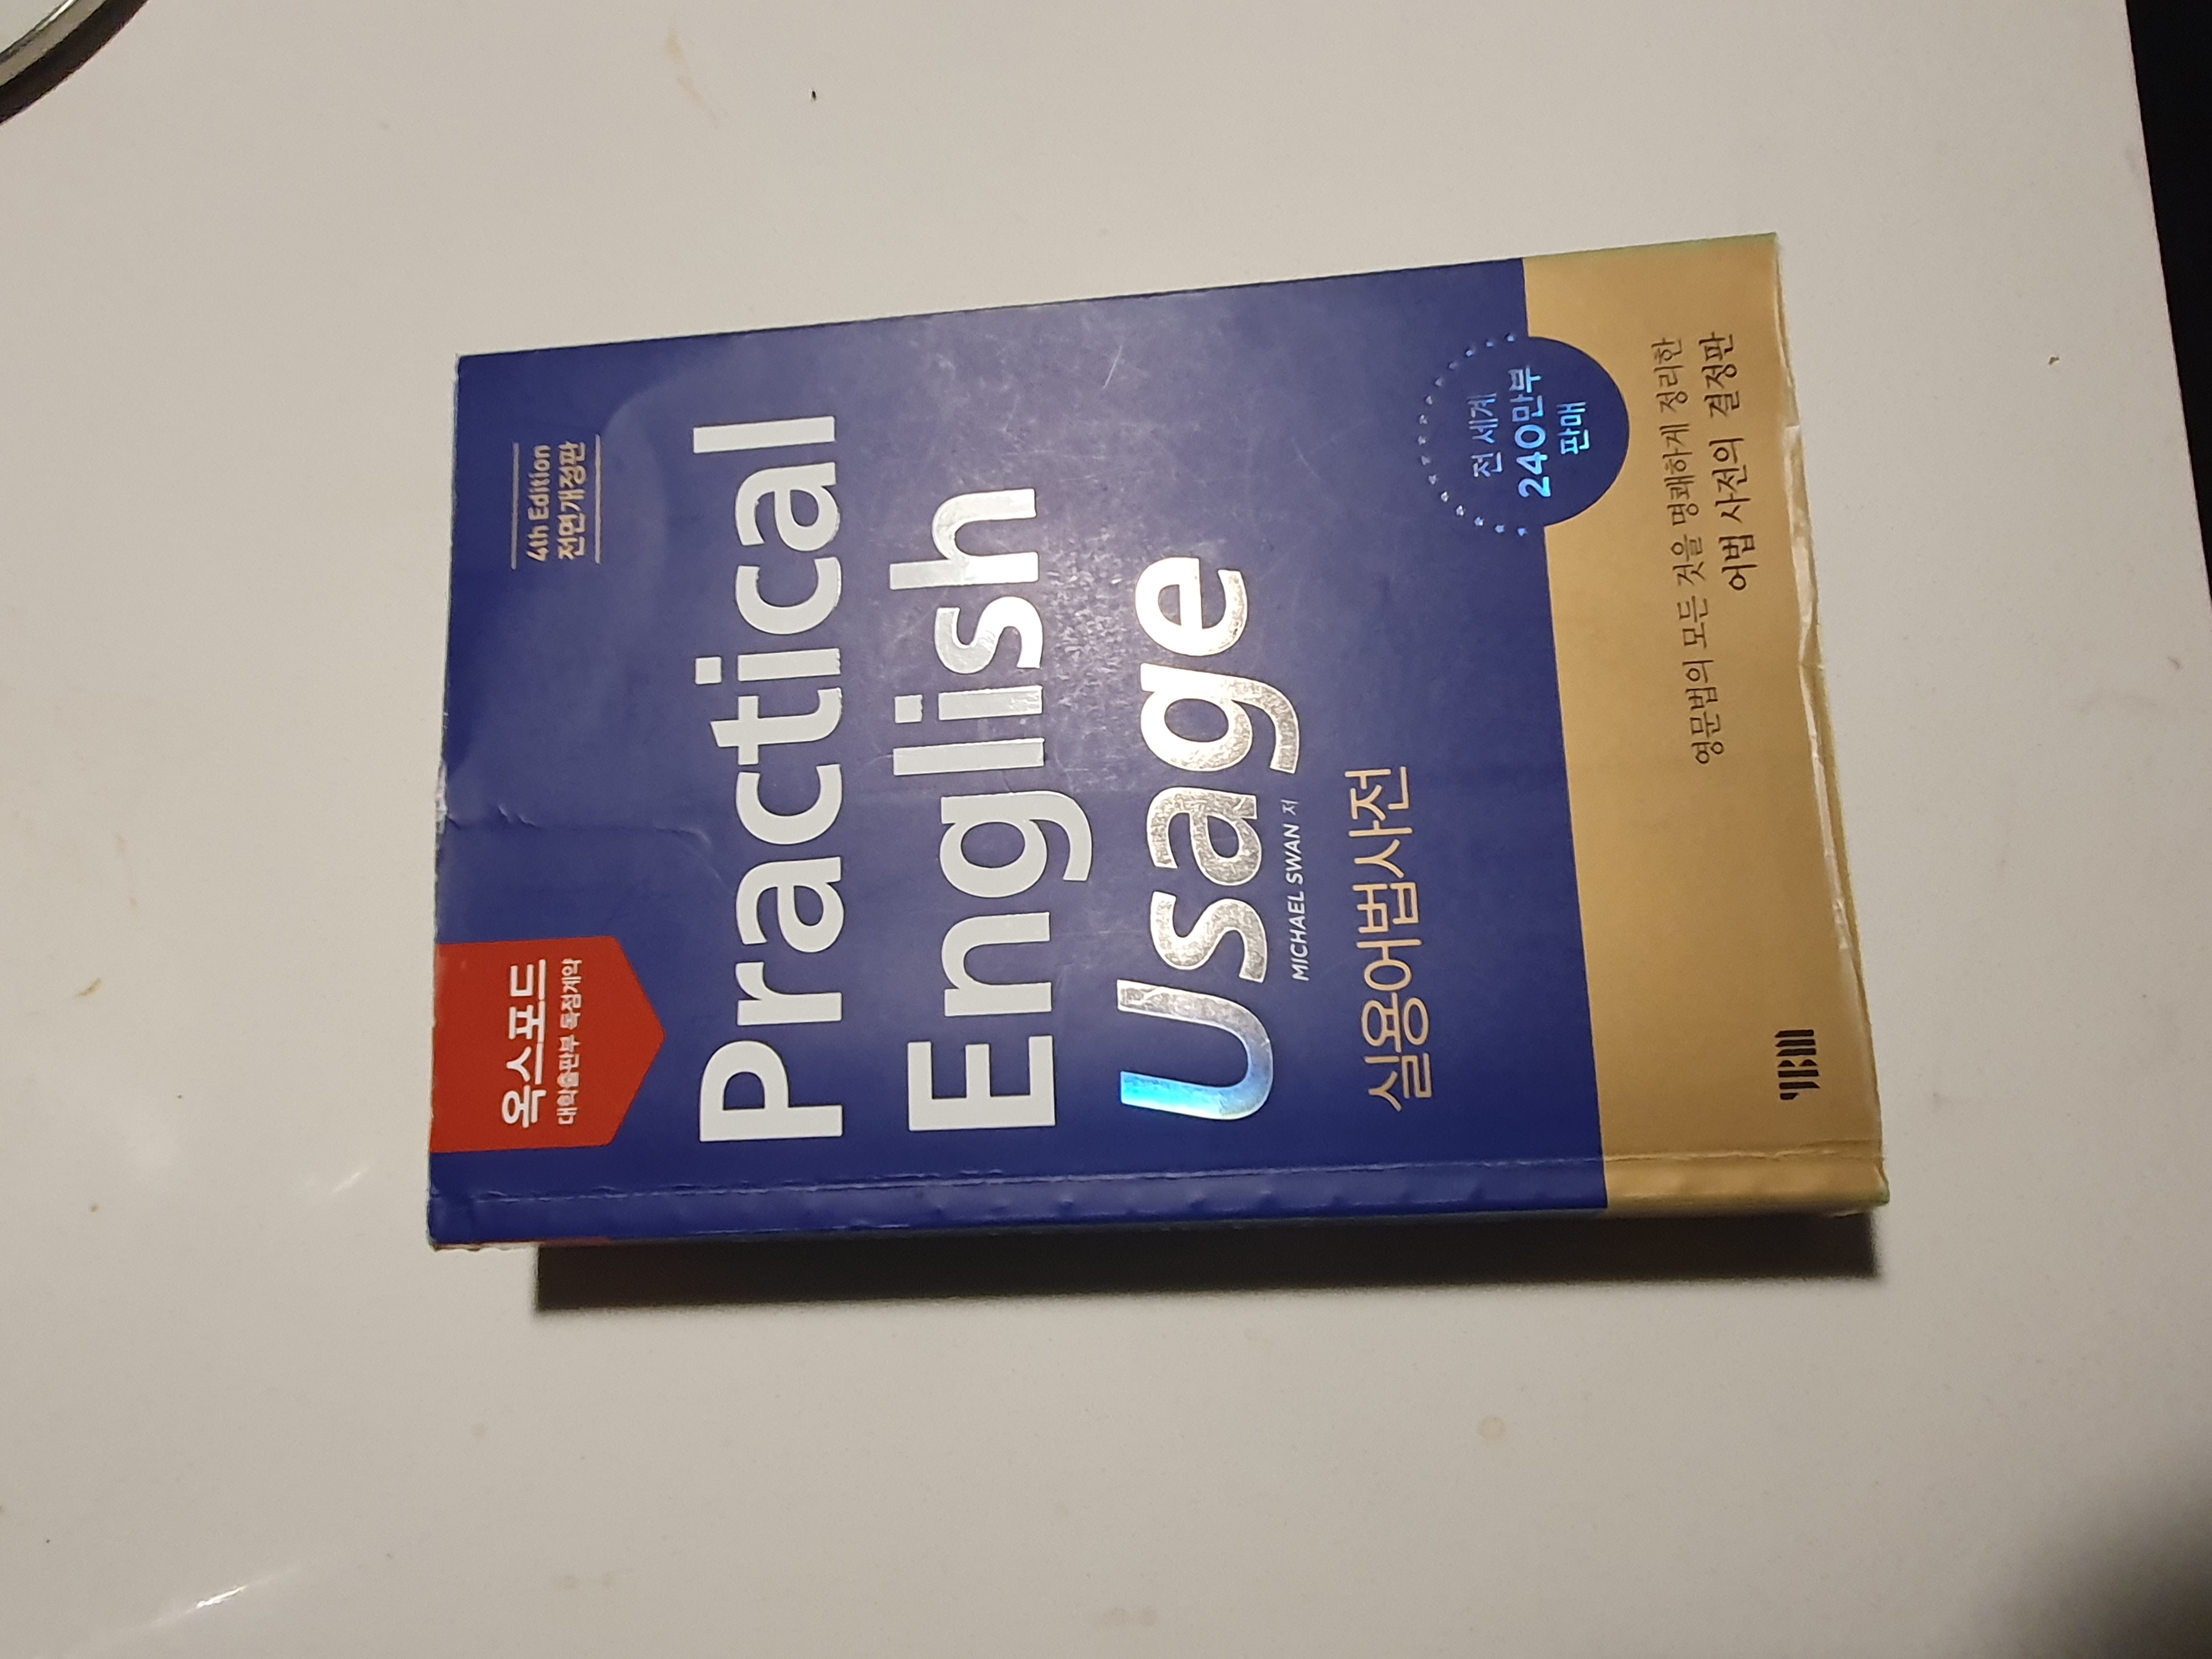 옥스포드
대학출판부 독점계약
4th Edition
전면개정판
Practical
English
Usage
MICHAEL SWAN 저
실용어법사전
전 세계
240만부
판매
영문법의 모든 것을 명쾌하게 정리한
어법 사전의 결정판
YBM